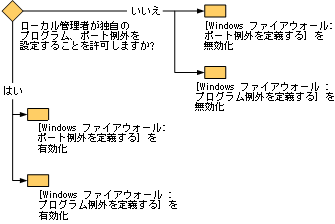 いいえ
ローカル管理者が独自の
プログラム、ポート例外を
設定することを許可しますか?
[Windows ファイアウォール:
ポート例外を定義する] を
無効化
[Windows ファイアウォール :
プログラム例外を定義する] を
無効化
はい
[Windows ファイアウォール:
ポート例外を定義する] を
有効化
[Windows ファイアウォール :
プログラム例外を定義する] を
有効化